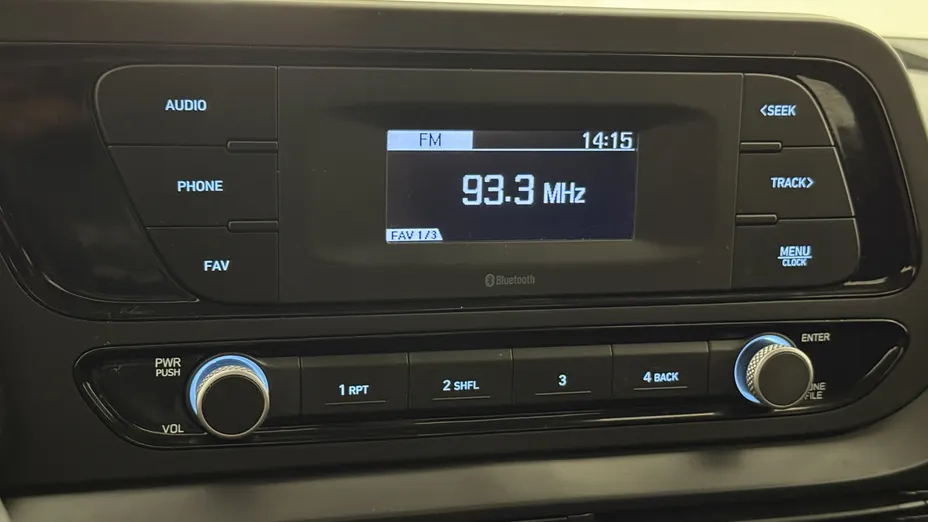 AUDIO
PHONE
FAV
FM 14:15
93.3 MHz
FAV 1/3
Bluetooth
<SEEK
TRACK>
MENU
CLOCK
PWR
PUSH
VOL
1 RPT
2 SHFL
3
4 BACK
ENTER
FILE